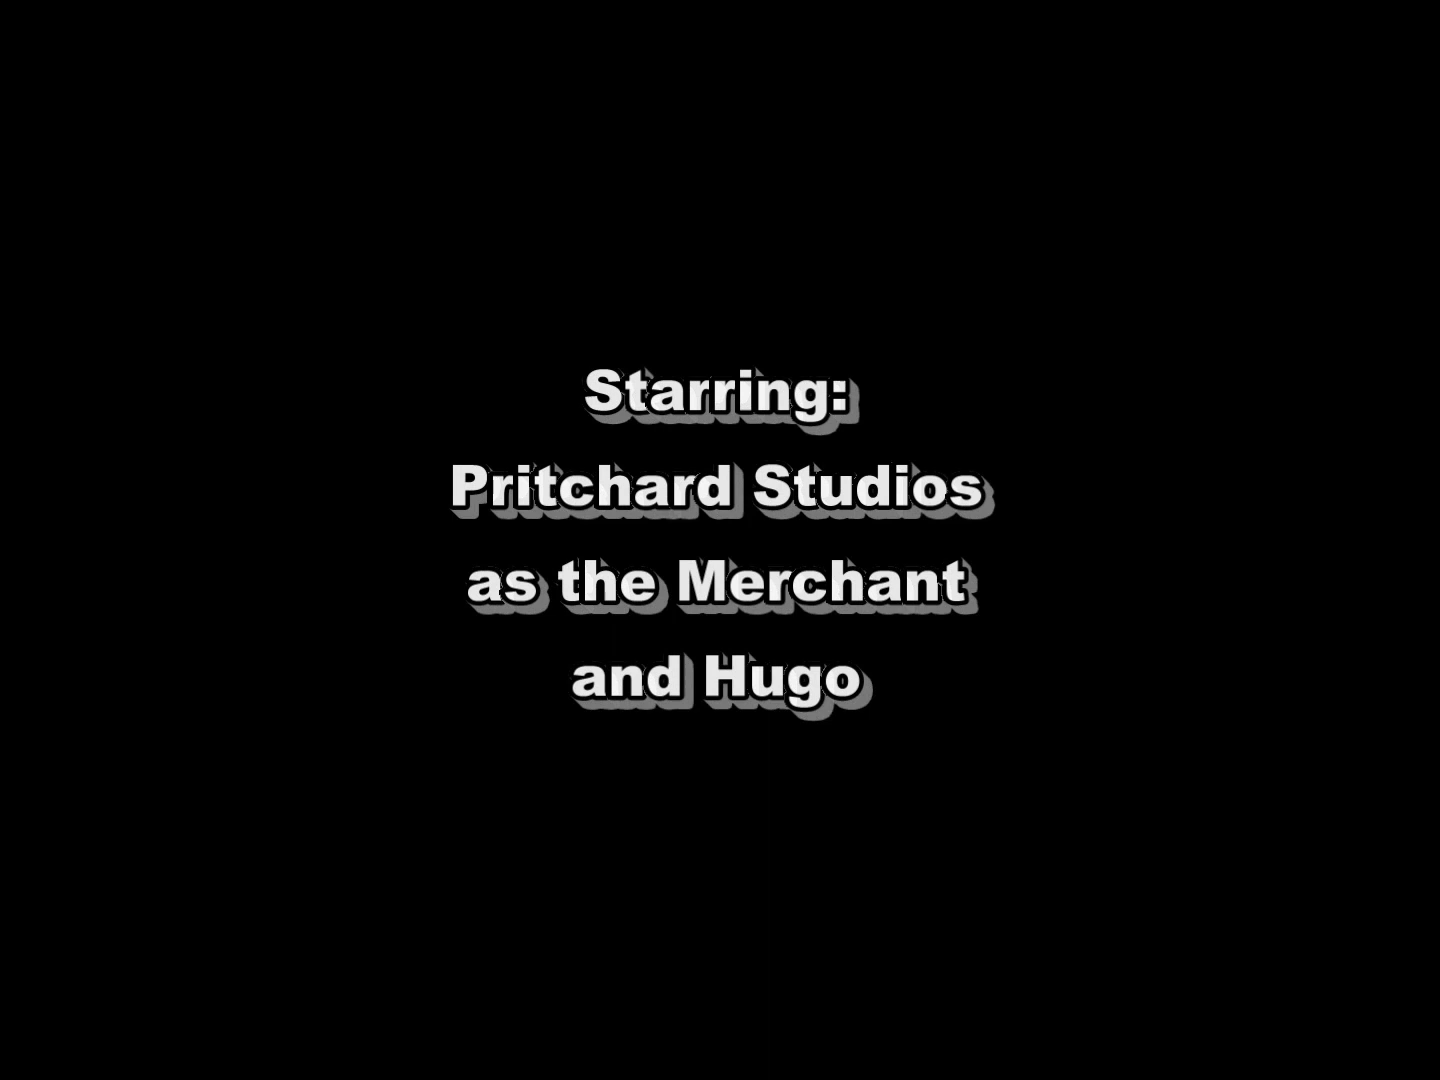 Starring:
Pritchard Studios
as the Merchant
and Hugo